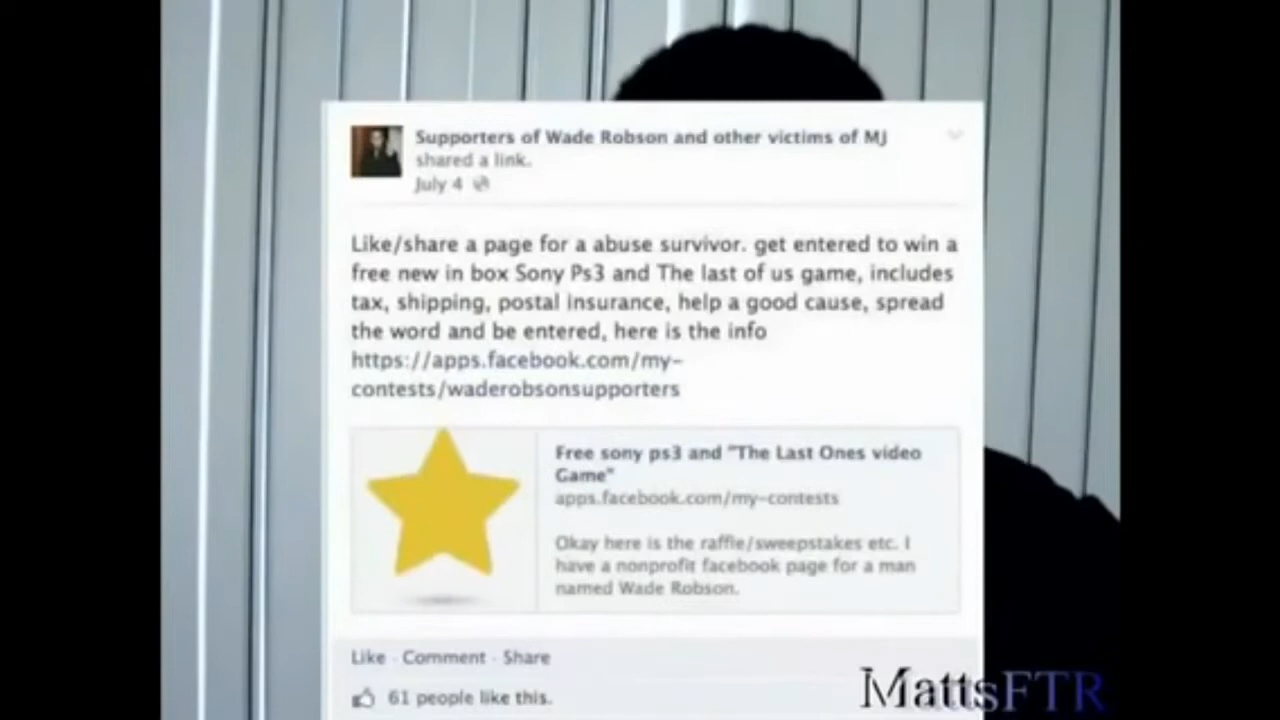 Supporters of Wade Robson and other victims of MJ
shared a link.
July 4
Like/share a page for a abuse survivor. get entered to win a
free new in box Sony Ps3 and The last of us game, includes
tax, shipping, postal insurance, help a good cause, spread
the word and be entered, here is the info
https://apps.facebook.com/my-
contests/waderobsonsupporters
Free sony ps3 and "The Last Ones video
Game"
apps.facebook.com/my-contests
Okay here is the raffle/sweepstakes etc. I
have a nonprofit facebook page for a man
named Wade Robson.
Like · Comment · Share
61 people like this.
MattsFTR